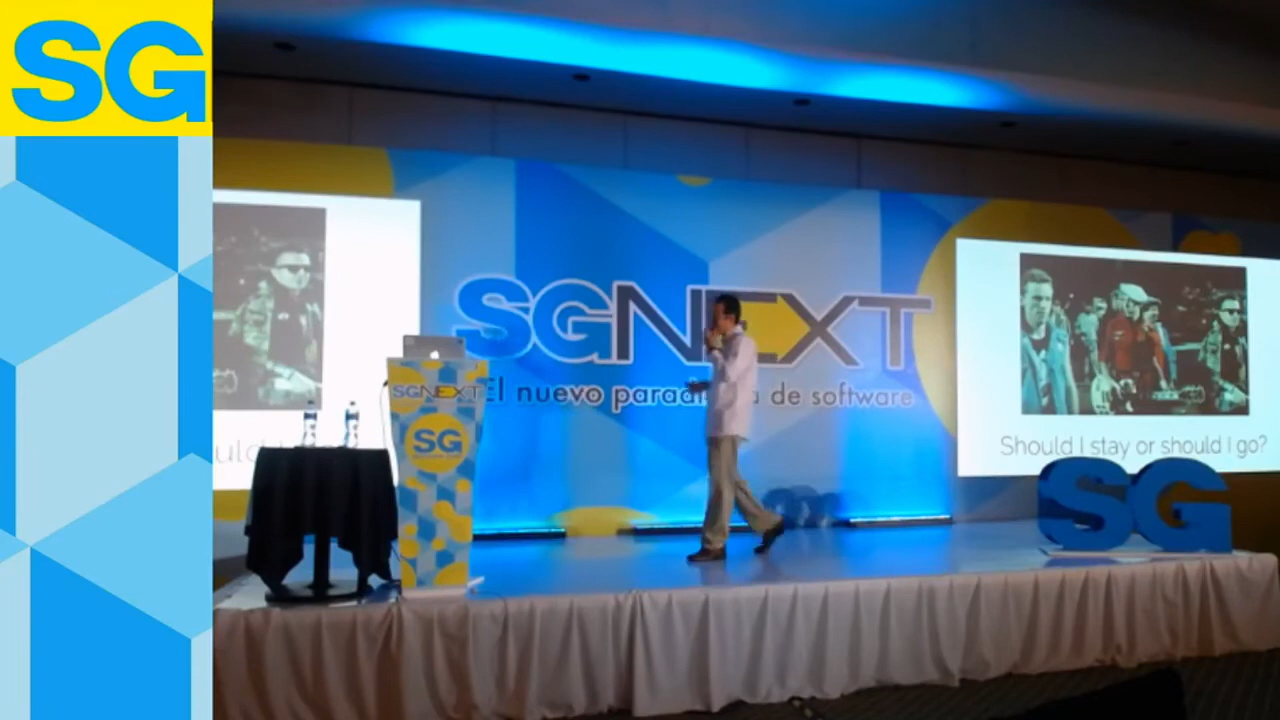 SG
SGNEXT
El nuevo parad a de software
SGNEXT
SG
Should I stay or should I go?
SG